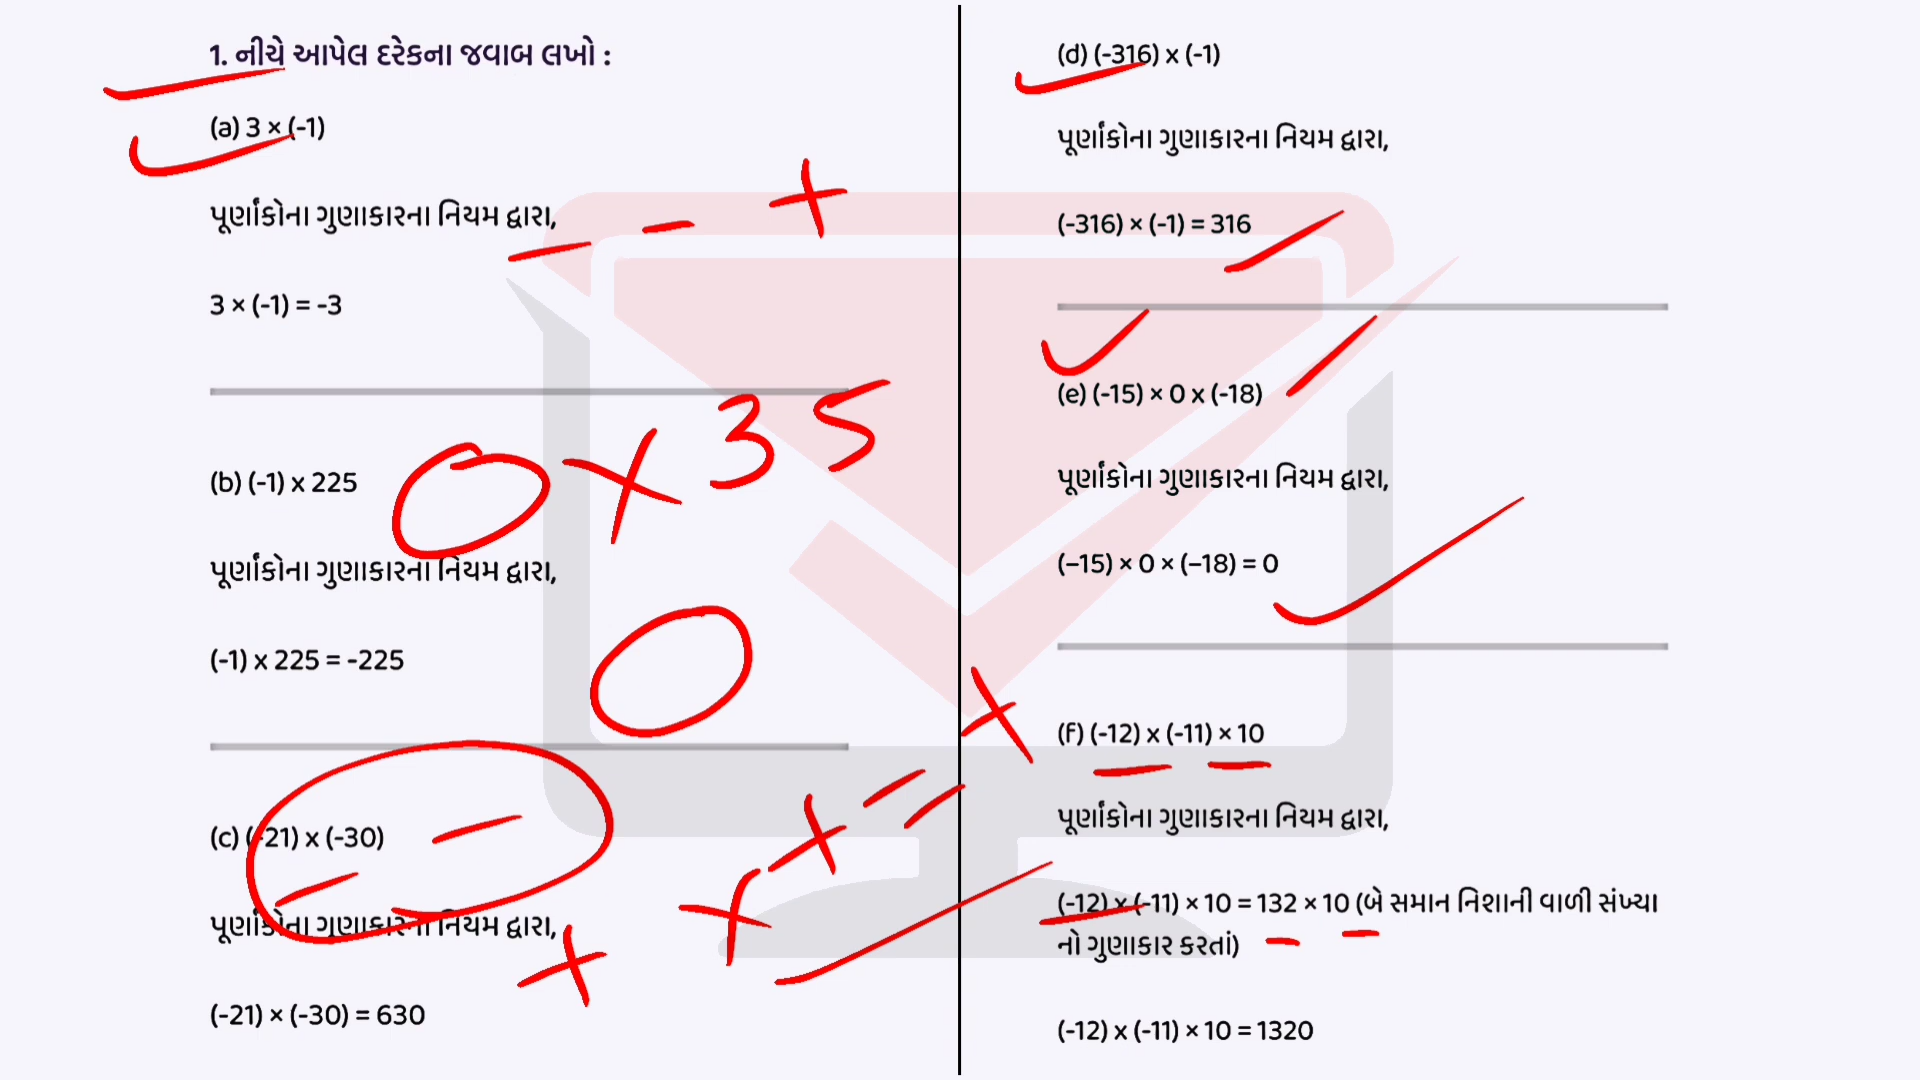 1. નીચે આપેલ દરેકના જવાબ લખો :
(a) 3 × (-1)
પૂર્ણાંકોના ગુણાકારના નિયમ દ્વારા,
3 × (-1) = -3
(b) (-1) x 225
પૂર્ણાંકોના ગુણાકારના નિયમ દ્વારા,
(-1) x 225 = -225
(c) (-21) x (-30)
પૂર્ણાંકોના ગુણાકારના નિયમ દ્વારા,
(-21) × (-30) = 630
- - +
0 × 35
0
- -
+
+ + = +
(d) (-316) x (-1)
પૂર્ણાંકોના ગુણાકારના નિયમ દ્વારા,
(-316) × (-1) = 316
(e) (-15) × 0 x (-18)
પૂર્ણાંકોના ગુણાકારના નિયમ દ્વારા,
(–15) × 0 × (–18) = 0
(f) (-12) x (-11) × 10
પૂર્ણાંકોના ગુણાકારના નિયમ દ્વારા,
(-12) x (-11) × 10 = 132 × 10 (બે સમાન નિશાની વાળી સંખ્યા
નો ગુણાકાર કરતાં)
(-12) x (-11) × 10 = 1320